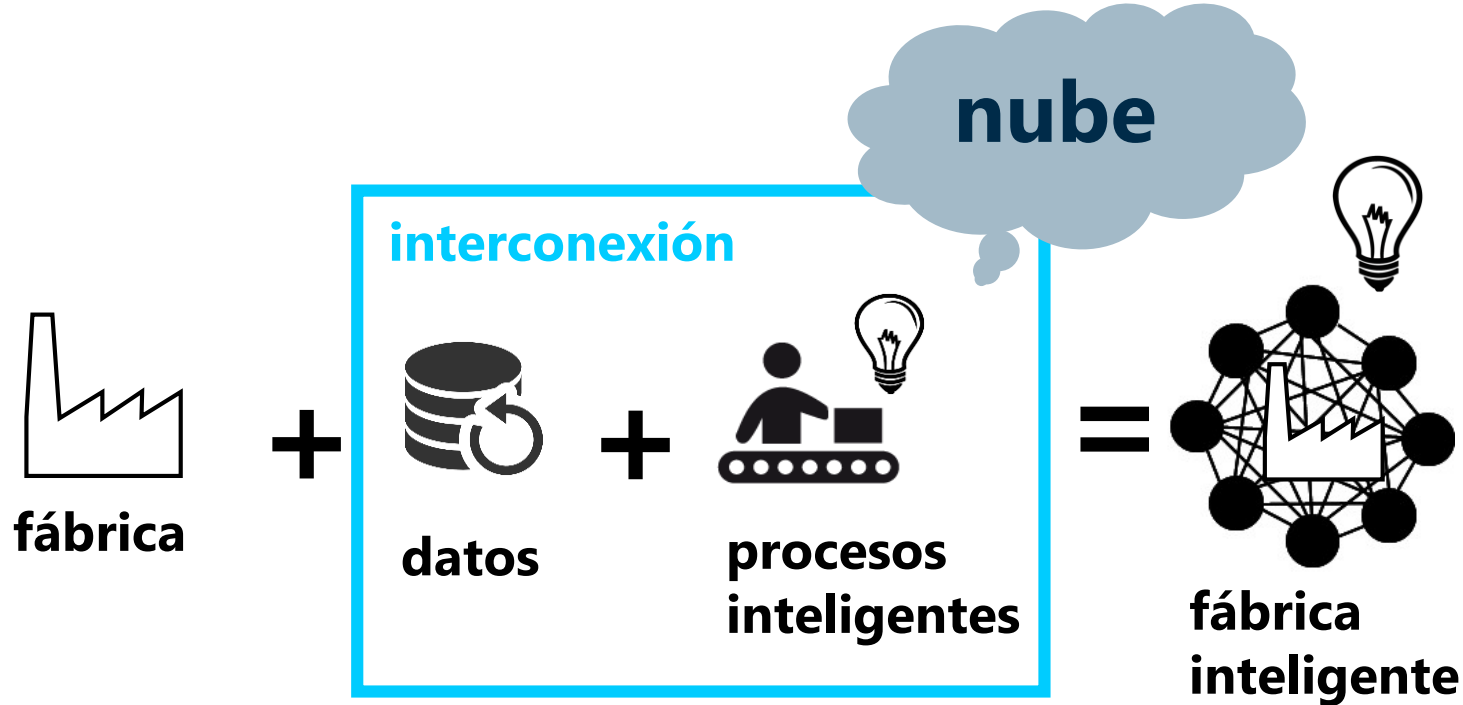 nube
interconexión
+
+
=
fábrica
datos
procesos
inteligentes
fábrica
inteligente